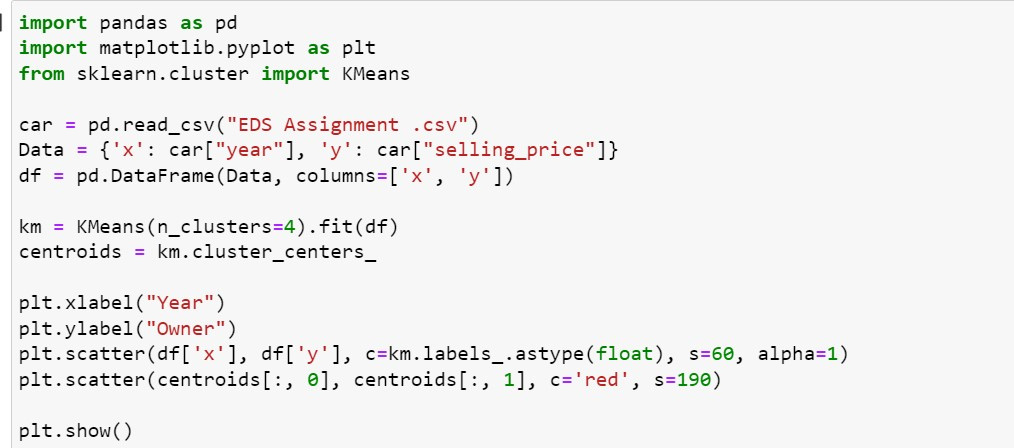 import pandas as pd
import matplotlib.pyplot as plt
from sklearn.cluster import KMeans
car = pd.read_csv("EDS Assignment .csv")
Data = {'x': car["year"], 'y': car["selling_price"]}
df = pd.DataFrame(Data, columns=['x', 'y'])
km = KMeans(n_clusters=4).fit(df)
centroids = km.cluster_centers_
plt.xlabel("Year")
plt.ylabel("Owner")
plt.scatter(df['x'], df['y'], c=km.labels_.astype(float), s=60, alpha=1)
plt.scatter(centroids[:, 0], centroids[:, 1], c='red', s=190)
plt.show()